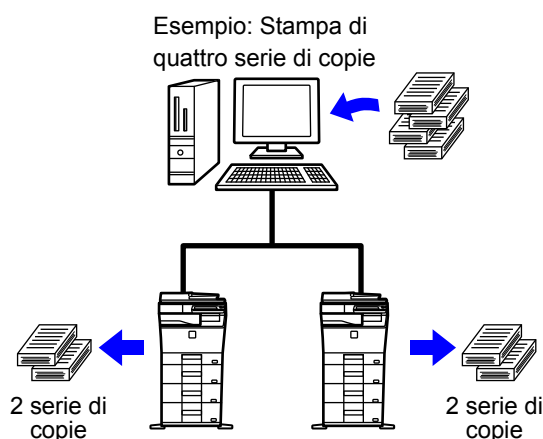 Esempio: Stampa di
quattro serie di copie
2 serie di
copie
2 serie di
copie